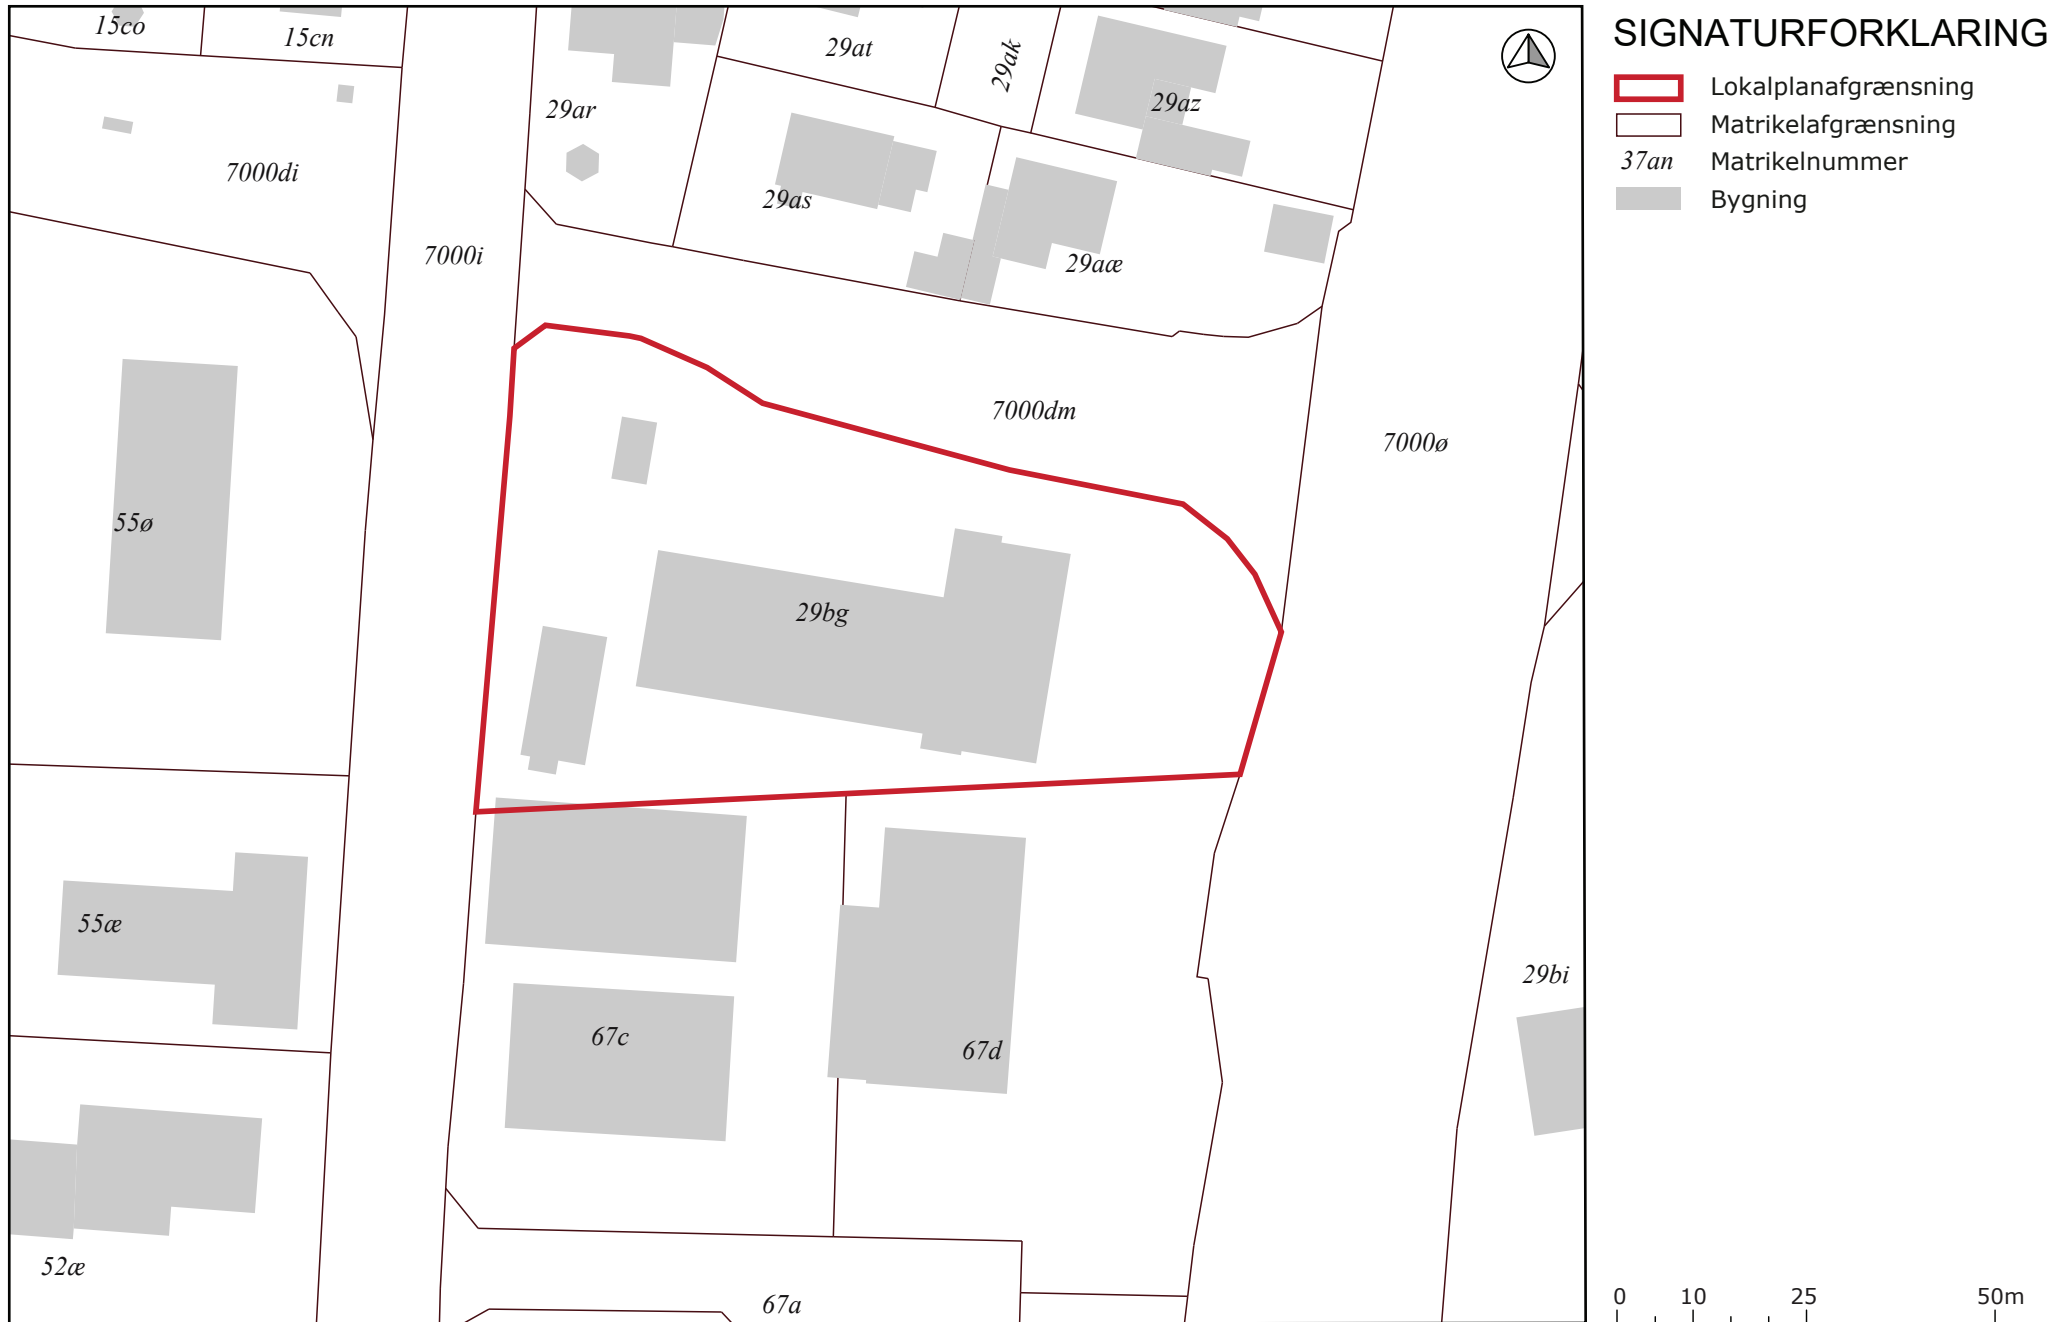 15co
15cn
29at
29ak
29ar
29az
7000di
29as
7000i
29aæ
7000dm
7000ø
55ø
29bg
55æ
29bi
67c
67d
52æ
67a
SIGNATURFORKLARING
Lokalplanafgrænsning
Matrikelafgrænsning
37an Matrikelnummer
Bygning
0 10 25 50m